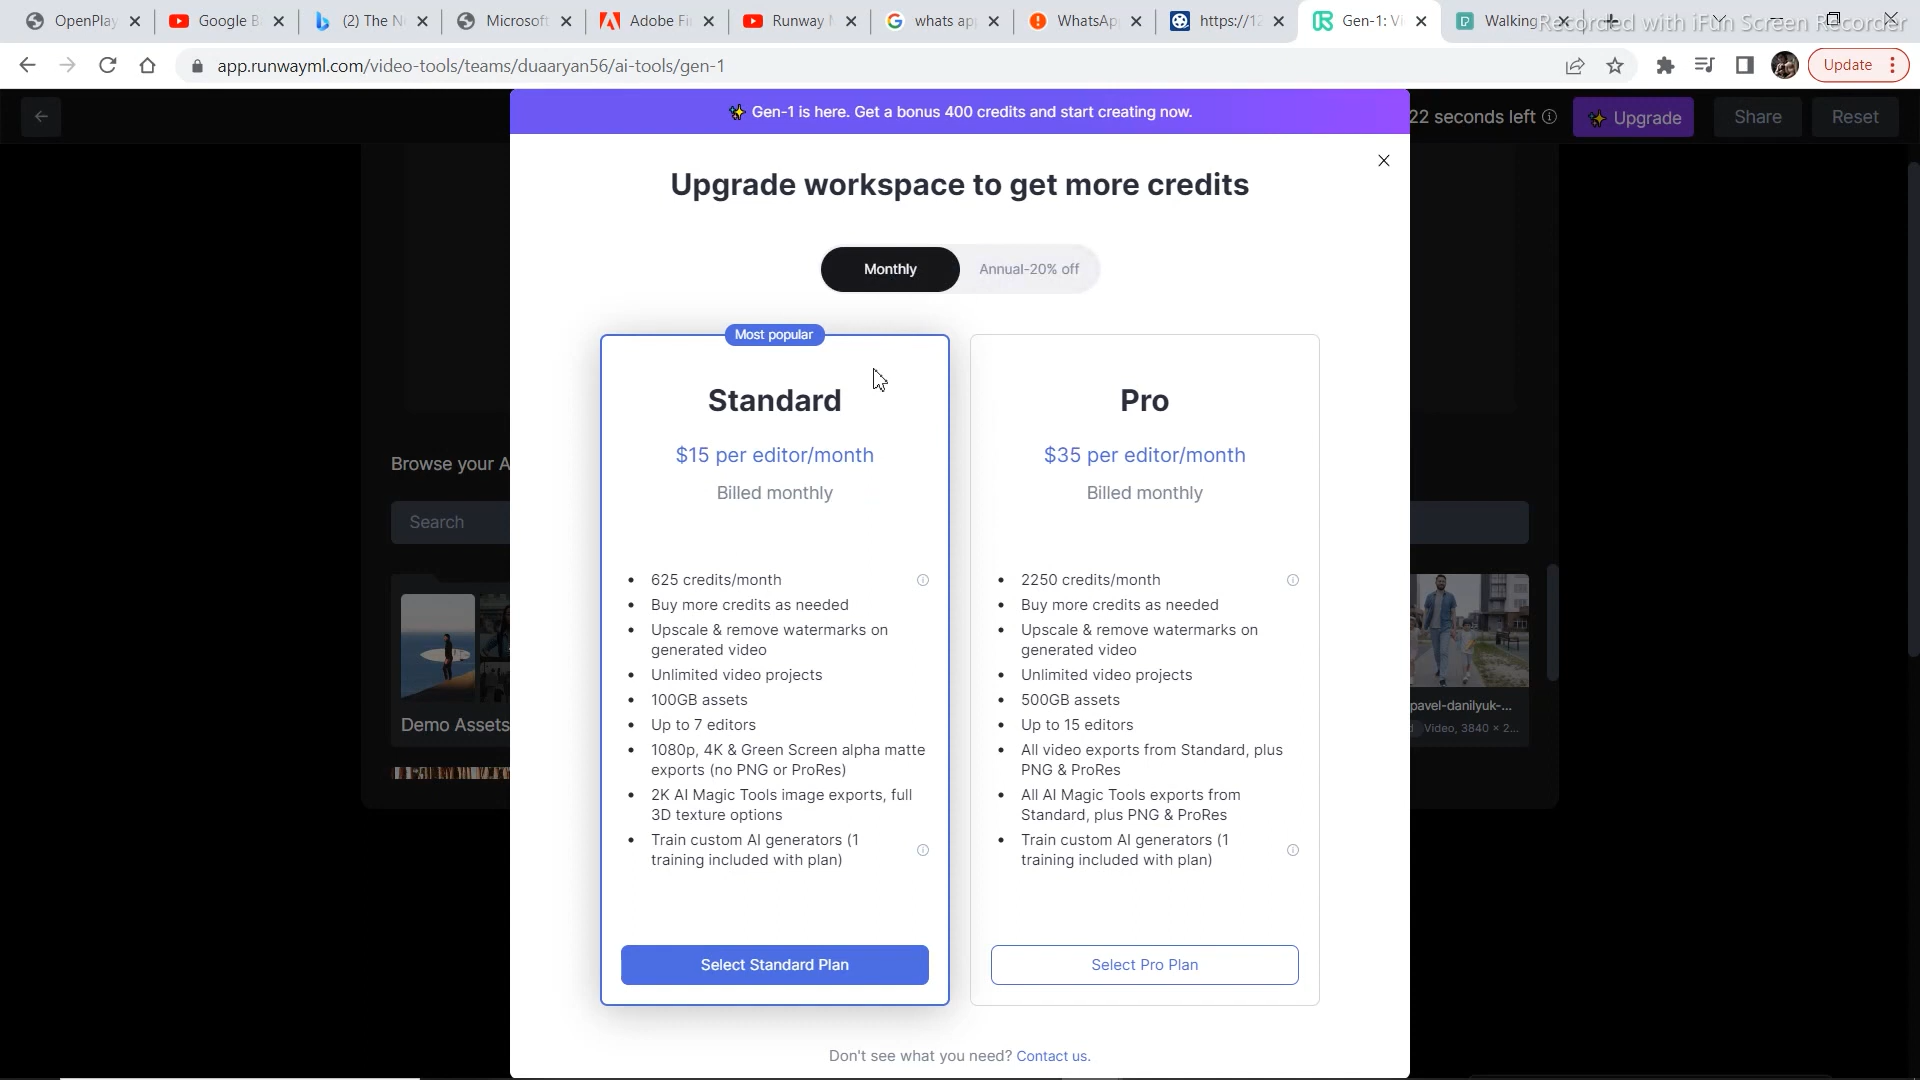 OpenPlay
Google B
(2) The N
Microsoft
Adobe Fi
Runway
whats ap
WhatsAp
https://12
Gen-1: Vi
Walking
Recorded with iFun Screen Recorder
app.runwayml.com/video-tools/teams/duaaryan56/ai-tools/gen-1
Update
✨ Gen-1 is here. Get a bonus 400 credits and start creating now.
22 seconds left
Upgrade
Share
Reset
Upgrade workspace to get more credits
Monthly
Annual-20% off
Most popular
Standard
$15 per editor/month
Billed monthly
• 625 credits/month
• Buy more credits as needed
• Upscale & remove watermarks on
generated video
• Unlimited video projects
• 100GB assets
• Up to 7 editors
• 1080p, 4K & Green Screen alpha matte
exports (no PNG or ProRes)
• 2K AI Magic Tools image exports, full
3D texture options
• Train custom AI generators (1
training included with plan)
Select Standard Plan
Pro
$35 per editor/month
Billed monthly
• 2250 credits/month
• Buy more credits as needed
• Upscale & remove watermarks on
generated video
• Unlimited video projects
• 500GB assets
• Up to 15 editors
• All video exports from Standard, plus
PNG & ProRes
• All AI Magic Tools exports from
Standard, plus PNG & ProRes
• Train custom AI generators (1
training included with plan)
Select Pro Plan
Don't see what you need? Contact us.
Browse your A
Search
Demo Assets
pavel-danilyuk-...
Video, 3840 × 2...